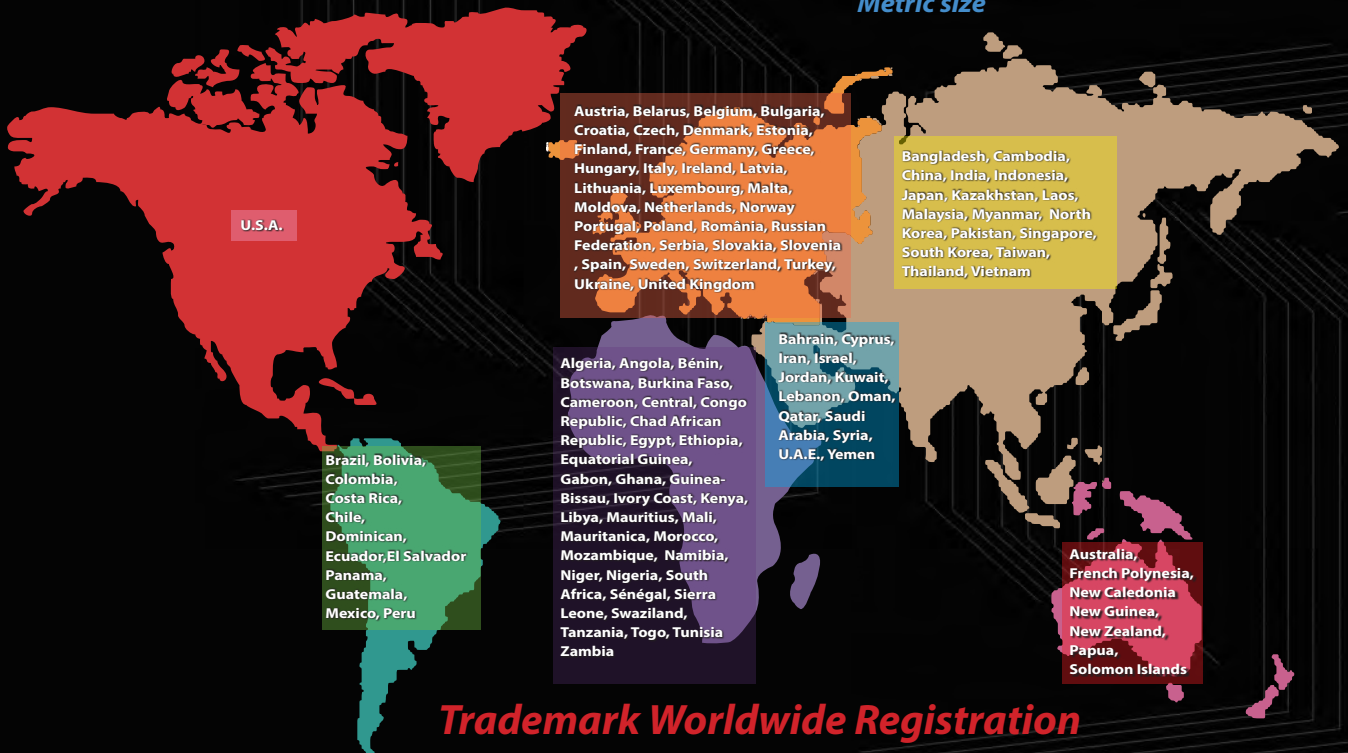 Metric size
U.S.A.
Austria, Belarus, Belgium, Bulgaria,
Croatia, Czech, Denmark, Estonia,
Finland, France, Germany, Greece,
Hungary, Italy, Ireland, Latvia,
Lithuania, Luxembourg, Malta,
Moldova, Netherlands, Norway
Portugal, Poland, România, Russian
Federation, Serbia, Slovakia, Slovenia
, Spain, Sweden, Switzerland, Turkey,
Ukraine, United Kingdom
Bangladesh, Cambodia,
China, India, Indonesia,
Japan, Kazakhstan, Laos,
Malaysia, Myanmar, North
Korea, Pakistan, Singapore,
South Korea, Taiwan,
Thailand, Vietnam
Bahrain, Cyprus,
Iran, Israel,
Jordan, Kuwait,
Lebanon, Oman,
Qatar, Saudi
Arabia, Syria,
U.A.E., Yemen
Algeria, Angola, Bénin,
Botswana, Burkina Faso,
Cameroon, Central, Congo
Republic, Chad African
Republic, Egypt, Ethiopia,
Equatorial Guinea,
Gabon, Ghana, Guinea-
Bissau, Ivory Coast, Kenya,
Libya, Mauritius, Mali,
Mauritanica, Morocco,
Mozambique, Namibia,
Niger, Nigeria, South
Africa, Sénégal, Sierra
Leone, Swaziland,
Tanzania, Togo, Tunisia
Zambia
Brazil, Bolivia,
Colombia,
Costa Rica,
Chile,
Dominican,
Ecuador,El Salvador
Panama,
Guatemala,
Mexico, Peru
Australia,
French Polynesia,
New Caledonia
New Guinea,
New Zealand,
Papua,
Solomon Islands
Trademark Worldwide Registration